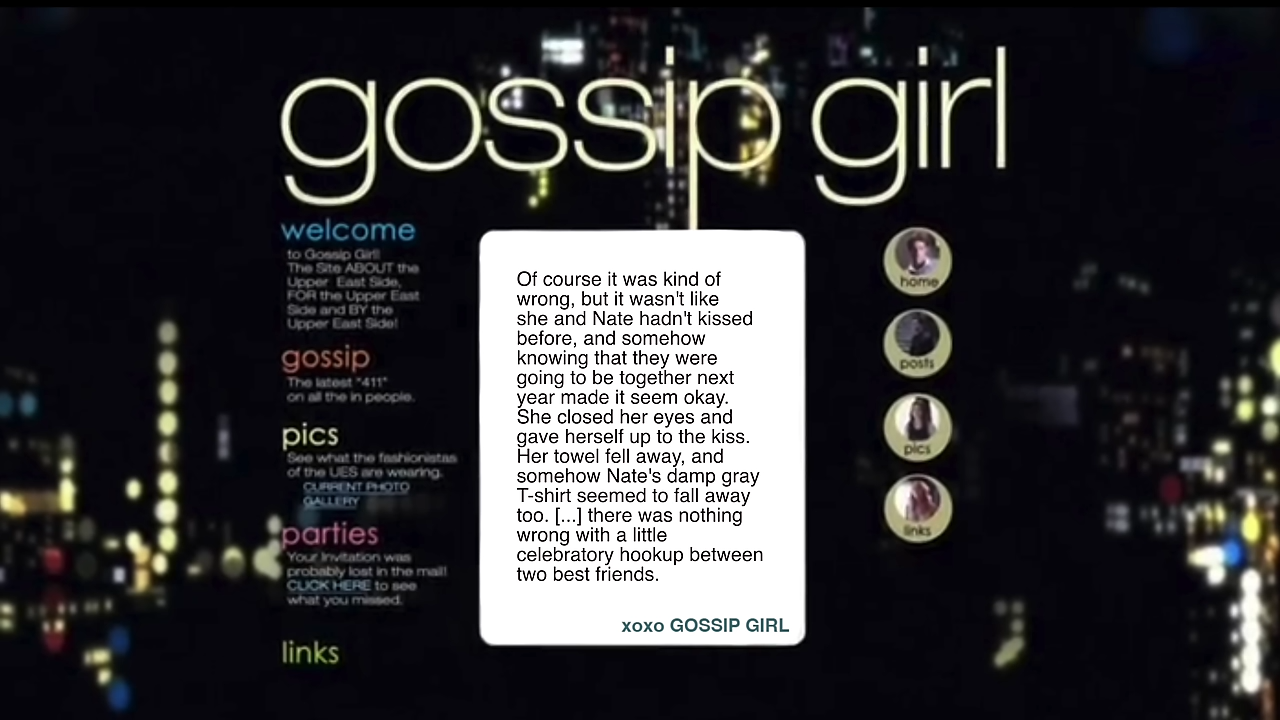 gossip girl
welcome
to Gossip Girl!
The Site ABOUT the
Upper East Side,
FOR the Upper East
Side and BY the
Upper East Side!
gossip
The latest "411"
on all the in people.
pics
See what the fashionistas
of the UES are wearing.
CURRENT PHOTO
GALLERY
parties
Your Invitation was
probably lost in the mail!
CLICK HERE to see
what you missed.
links
Of course it was kind of
wrong, but it wasn't like
she and Nate hadn't kissed
before, and somehow
knowing that they were
going to be together next
year made it seem okay.
She closed her eyes and
gave herself up to the kiss.
Her towel fell away, and
somehow Nate's damp gray
T-shirt seemed to fall away
too. [...] there was nothing
wrong with a little
celebratory hookup between
two best friends.
xoxo GOSSIP GIRL
home
posts
pics
links